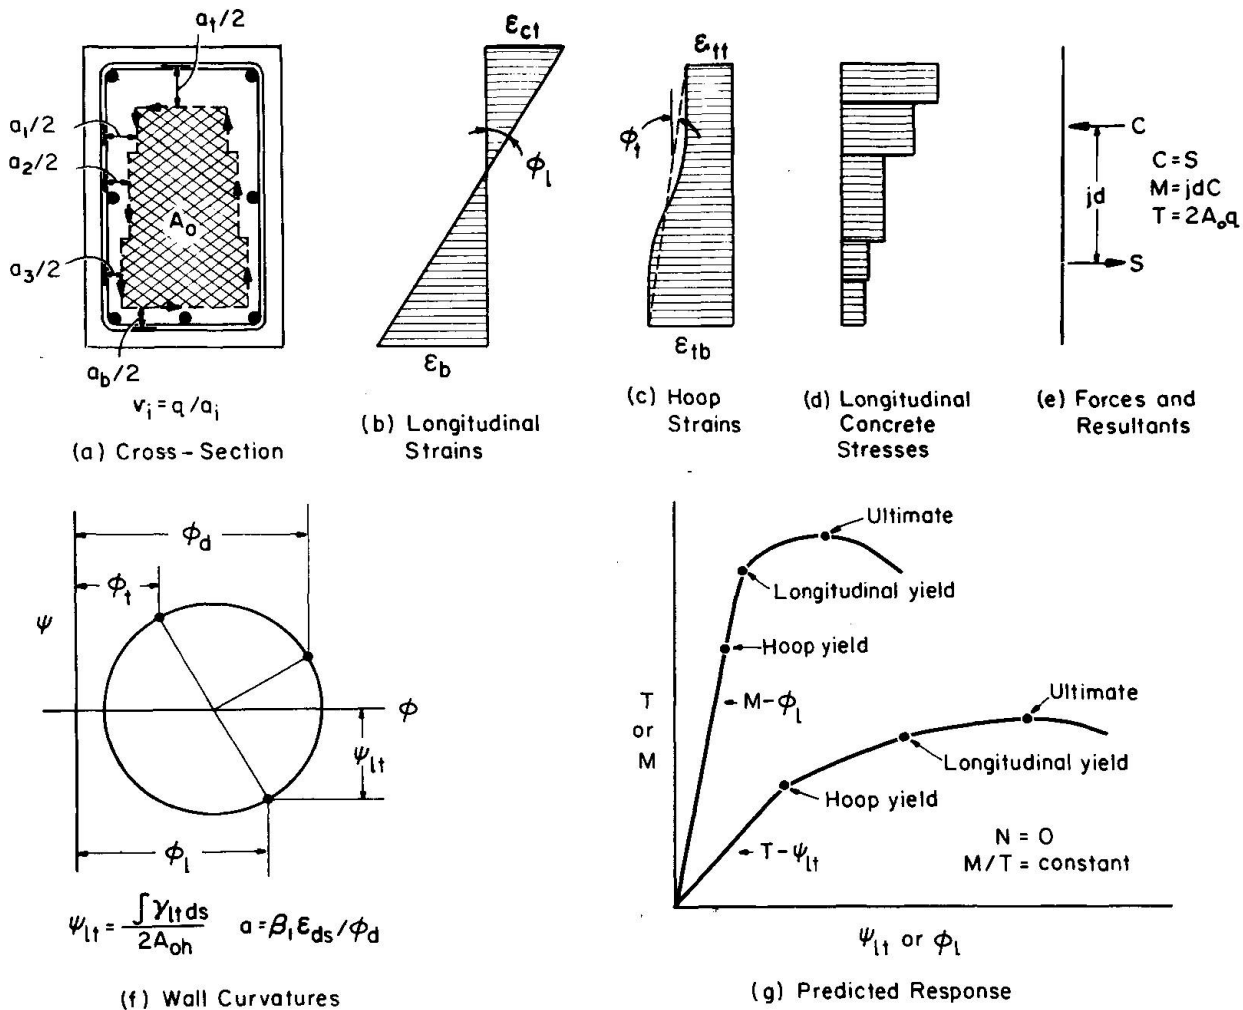 a_t/2
a_1/2
a_2/2
A_o
a_3/2
a_b/2
v_i = q/a_i
(a) Cross-Section
ε_ct
φ_l
ε_b
(b) Longitudinal
Strains
ε_tt
φ_t
ε_tb
(c) Hoop
Strains
(d) Longitudinal
Concrete
Stresses
C
jd
S
C = S
M = jdC
T = 2A_oq
(e) Forces and
Resultants
φ_d
φ_t
ψ
φ
ψ_lt
φ_l
ψ_lt = ∫γ_lt ds / 2A_oh    a = β_1 ε_ds/φ_d
(f) Wall Curvatures
Ultimate
Longitudinal yield
Hoop yield
M-φ_l
T
or
M
Ultimate
Longitudinal yield
Hoop yield
T-ψ_lt
N = O
M/T = constant
ψ_lt or φ_l
(g) Predicted Response